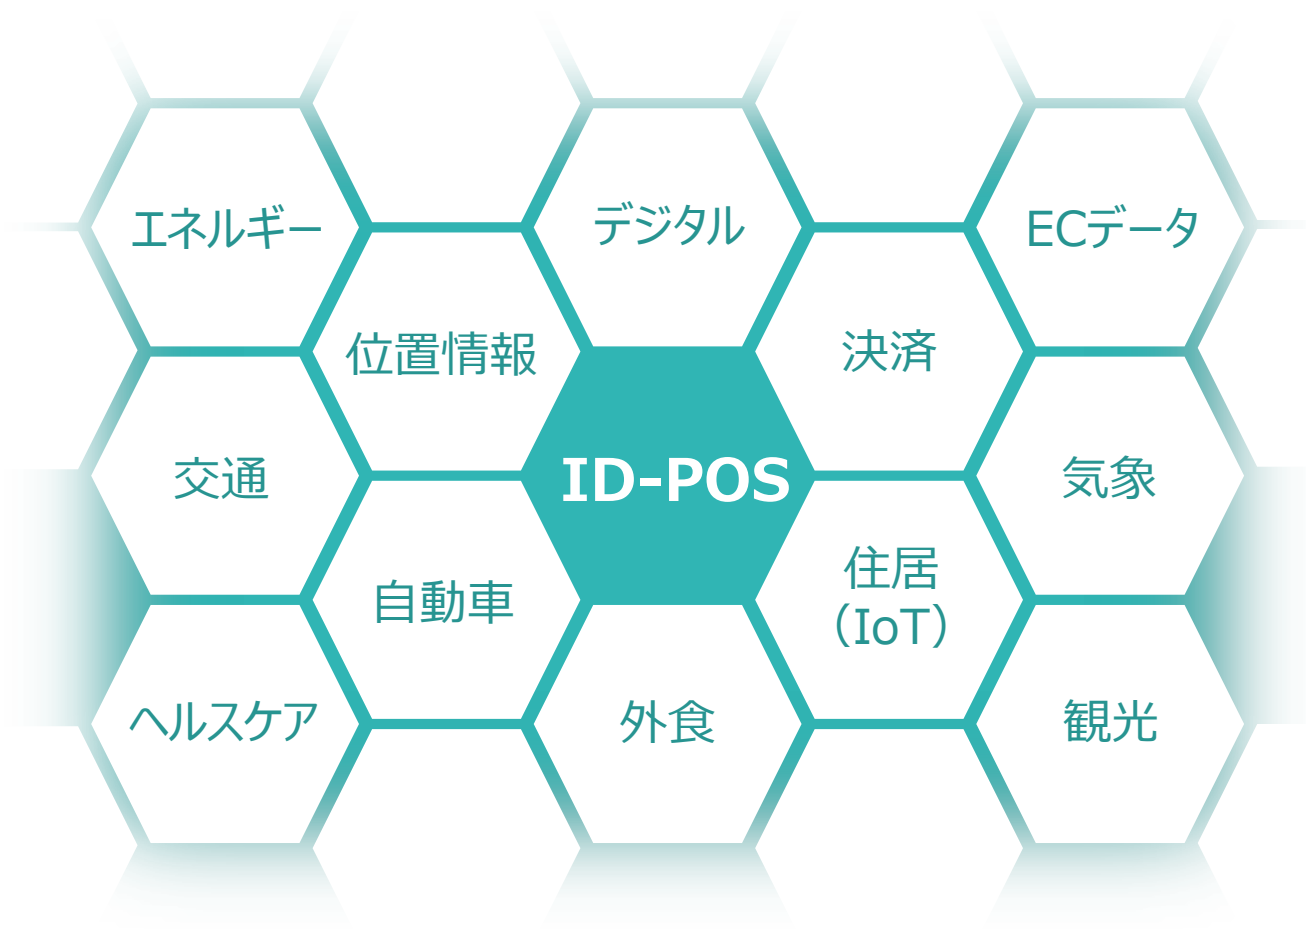 エネルギー
デジタル
ECデータ
位置情報
決済
交通
ID-POS
気象
自動車
住居
（IoT）
ヘルスケア
外食
観光